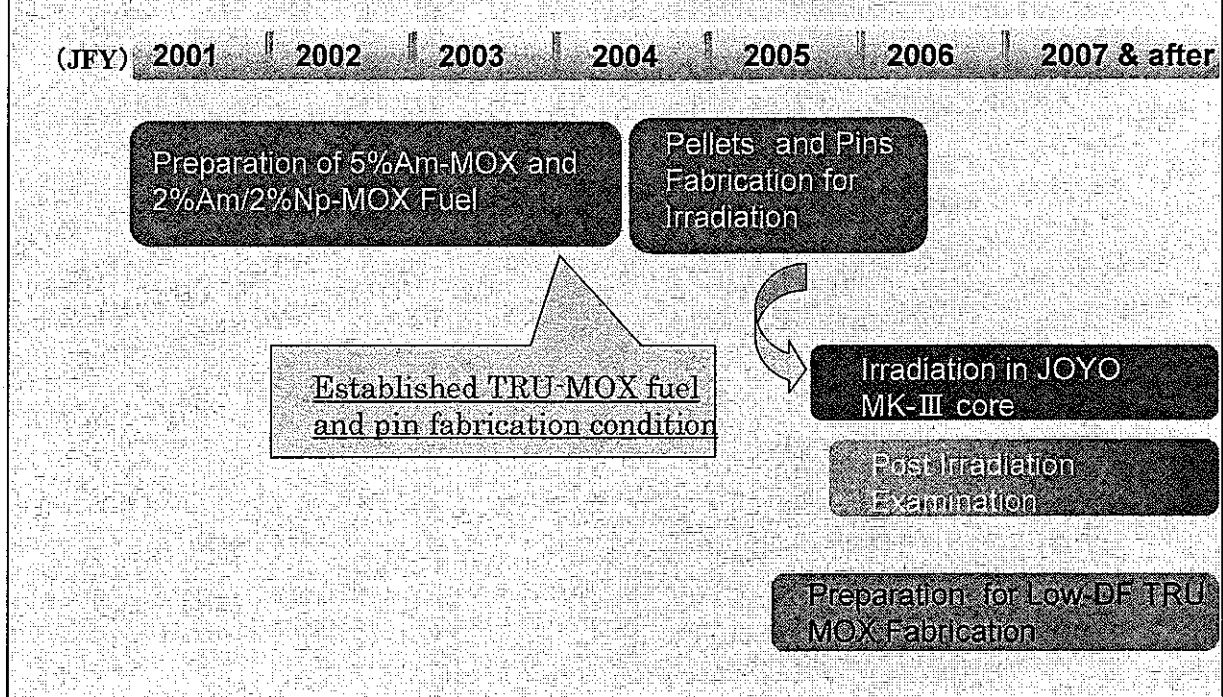 (JFY) 2001 2002 2003 2004 2005 2006 2007 & after
Preparation of 5%Am-MOX and
2%Am/2%Np-MOX Fuel
Pellets and Pins
Fabrication for
Irradiation
Established TRU-MOX fuel
and pin fabrication condition
Irradiation in JOYO
MK-Ⅲ core
Post Irradiation
Examination
Preparation for Low-DF TRU
MOX Fabrication